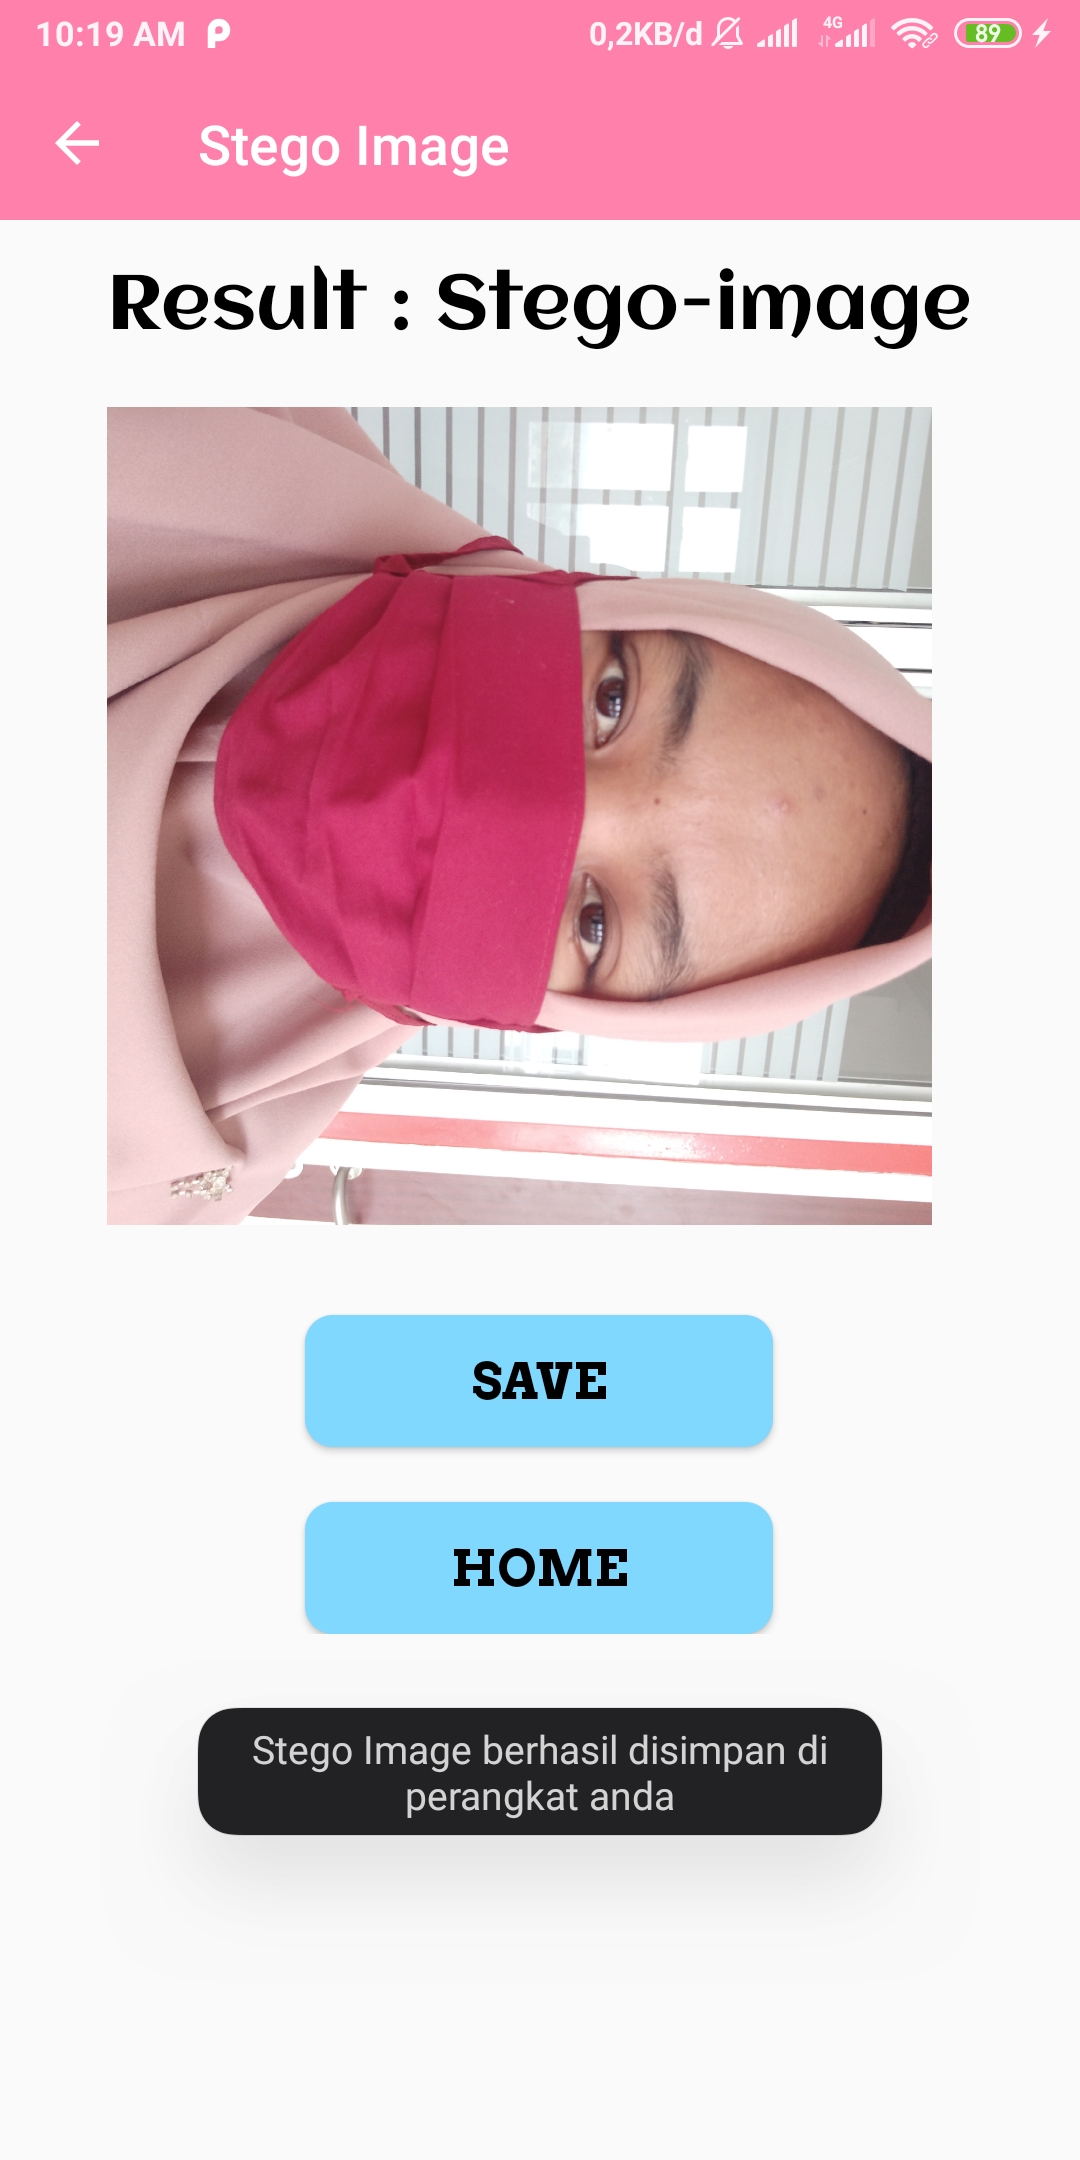 10:19 AM 0,2KB/d 4G 89
Stego Image
Result : Stego-image
SAVE
HOME
Stego Image berhasil disimpan di
perangkat anda